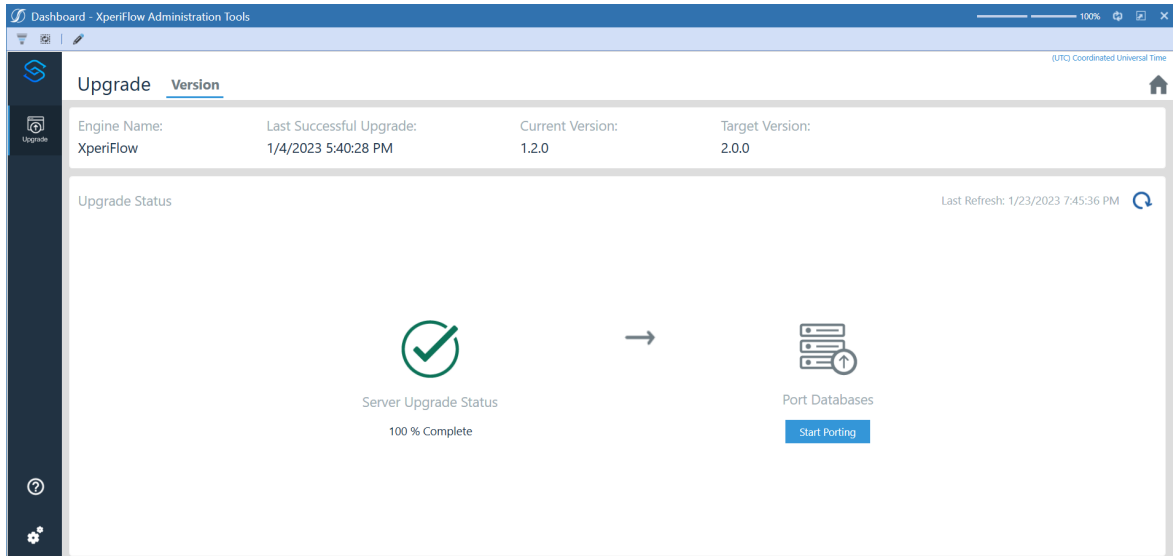 Dashboard - XperiFlow Administration Tools
100%
(UTC) Coordinated Universal Time
Upgrade Version
Upgrade
Engine Name: Last Successful Upgrade: Current Version: Target Version:
XperiFlow 1/4/2023 5:40:28 PM 1.2.0 2.0.0
Upgrade Status Last Refresh: 1/23/2023 7:45:36 PM
Server Upgrade Status Port Databases
100 % Complete Start Porting